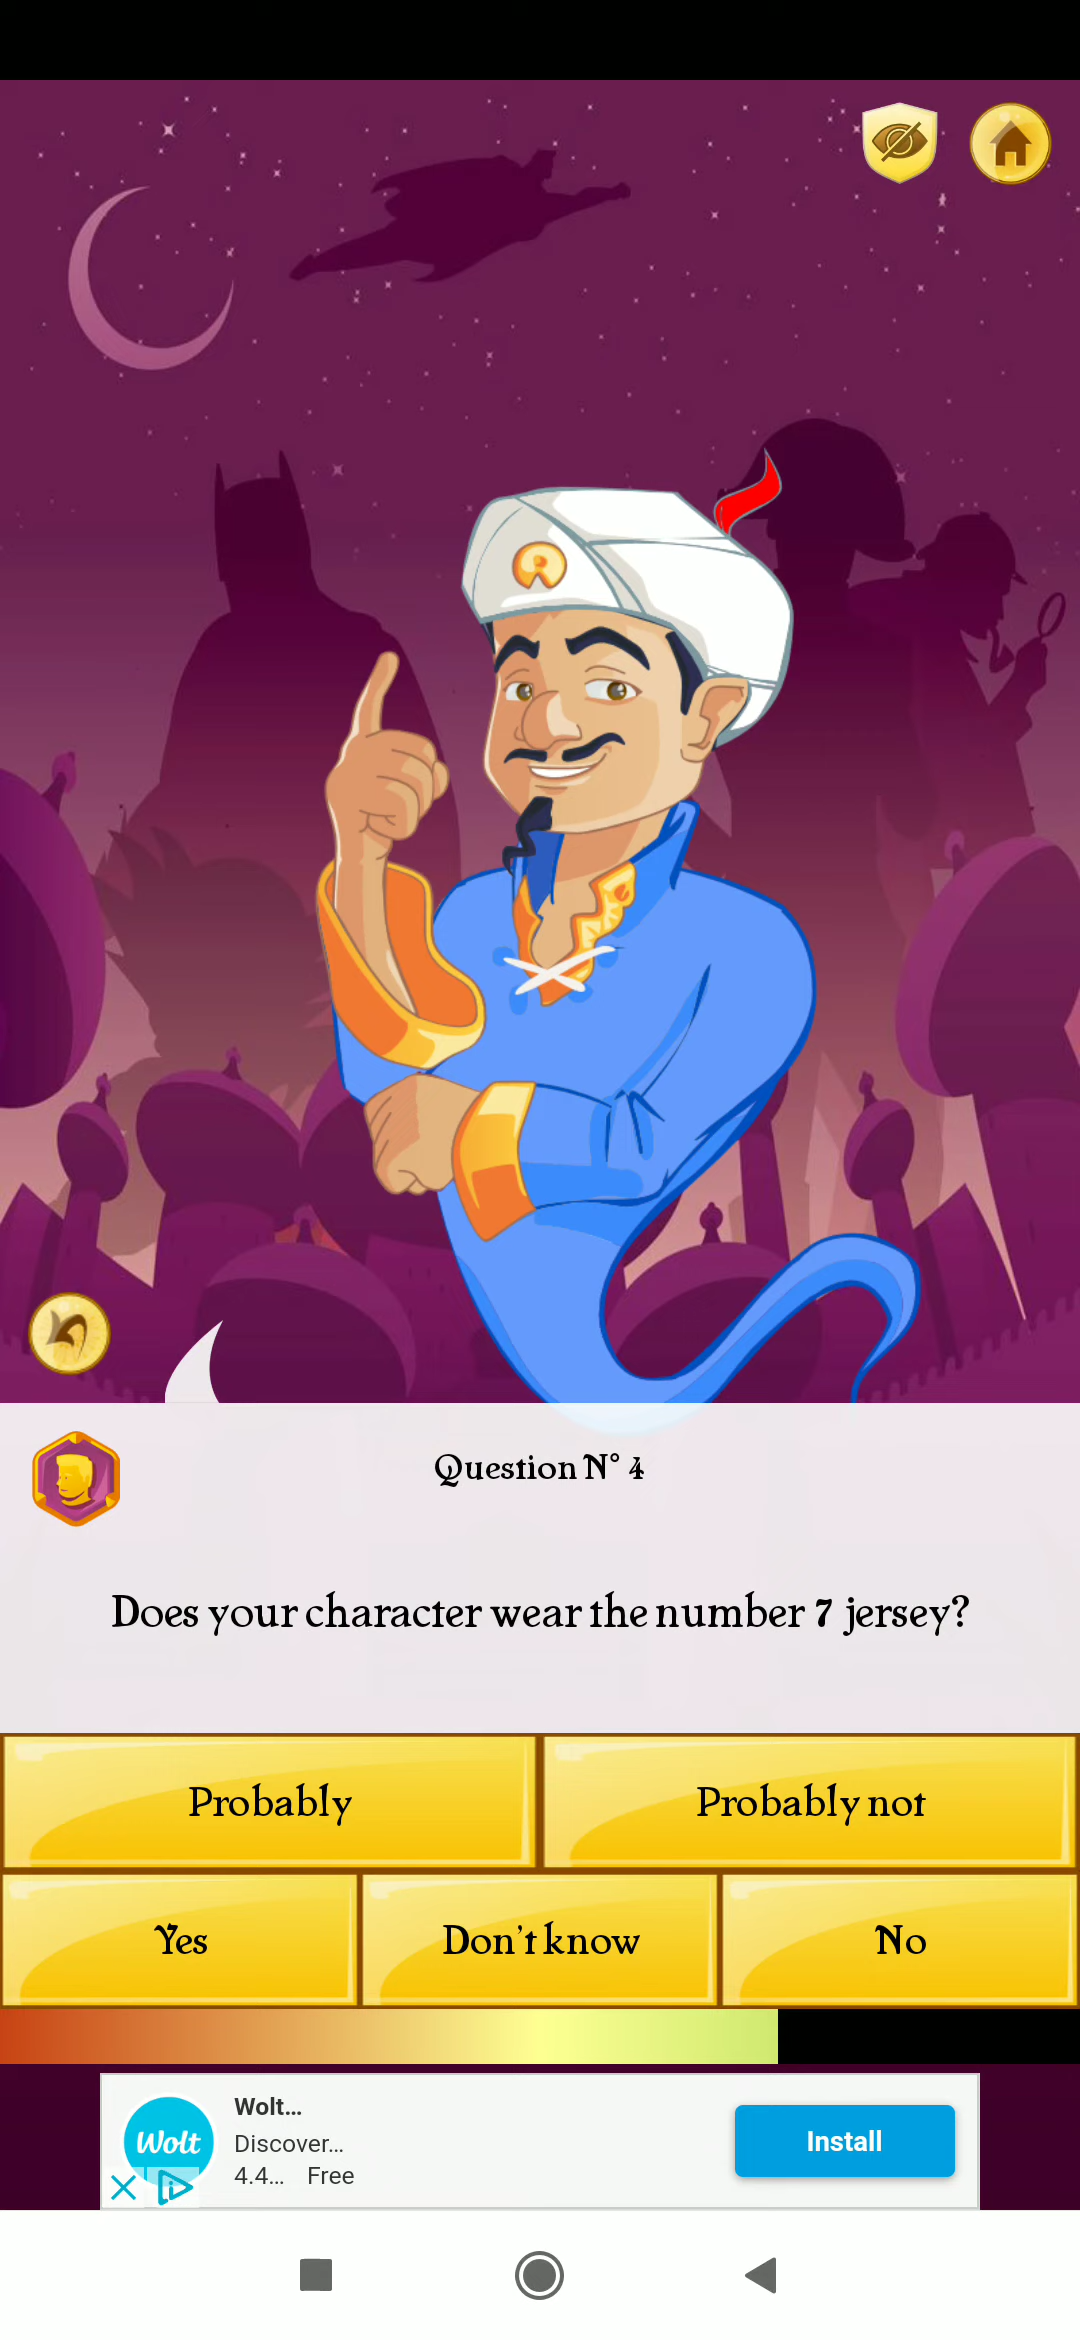 Question N° 4
Does your character wear the number 7 jersey?
Probably
Probably not
Yes
Don't know
No
Wolt
Wolt...
Discover...
4.4... Free
Install